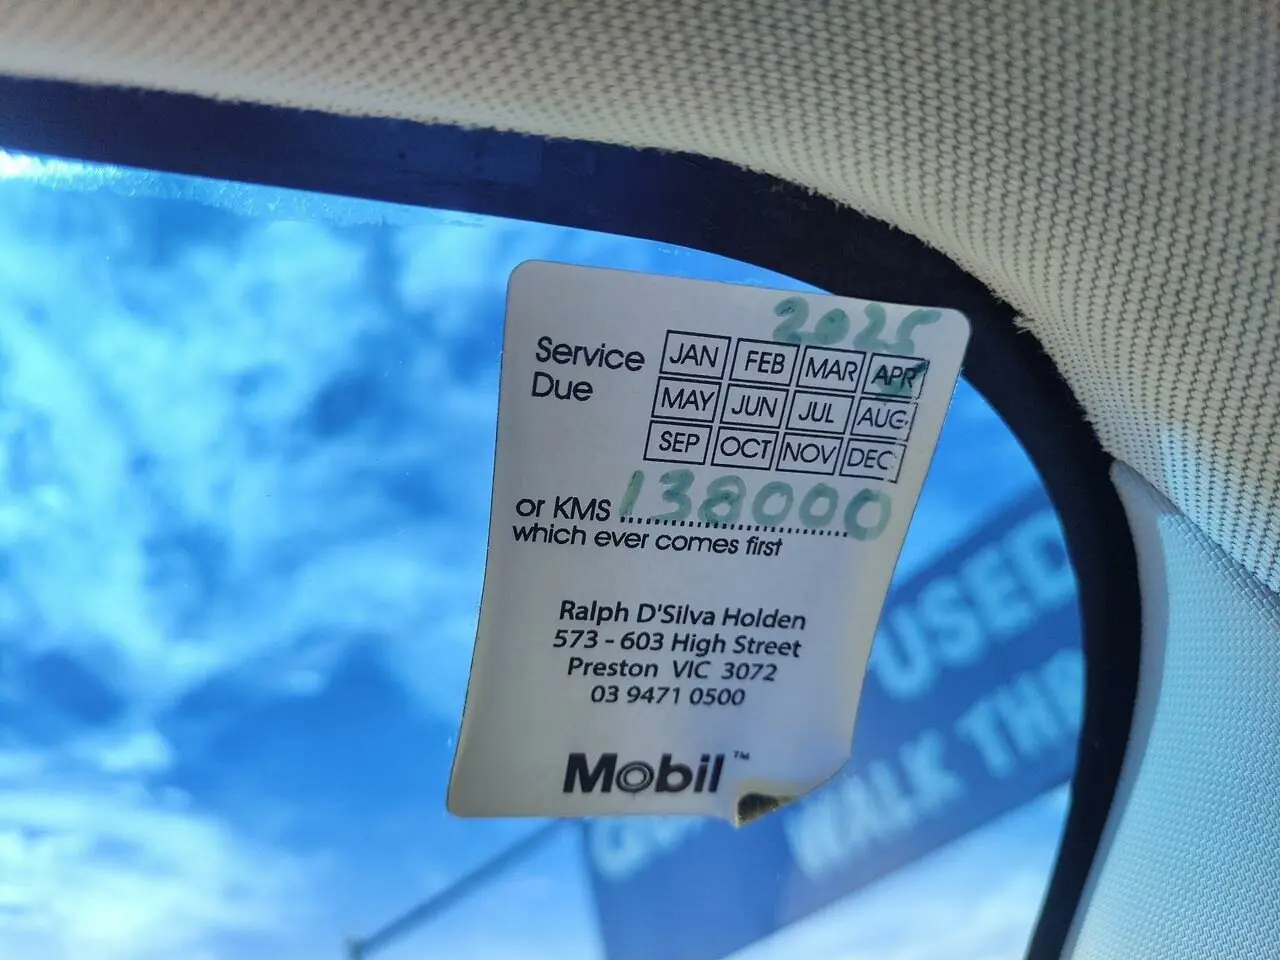 2025
Service Due
JAN FEB MAR APR
MAY JUN JUL AUG
SEP OCT NOV DEC
or KMS 138000
which ever comes first
Ralph D'Silva Holden
573 - 603 High Street
Preston VIC 3072
03 9471 0500
Mobil™
USED
WALK